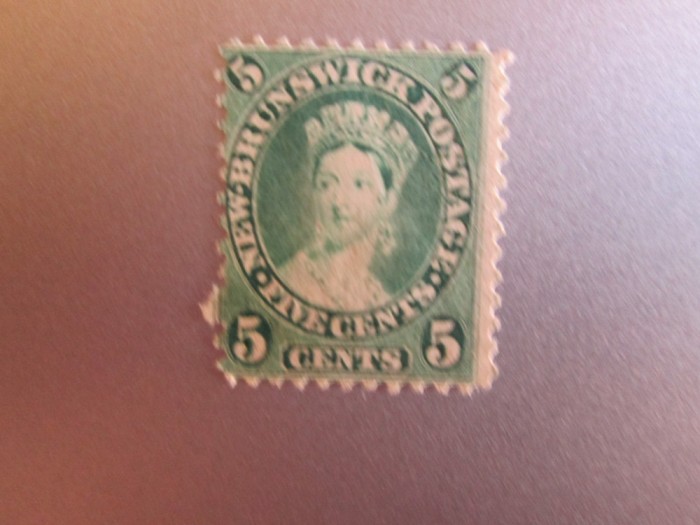 5 5
NEW·BRUNSWICK POSTAGE·
FIVE CENTS·
5 CENTS 5